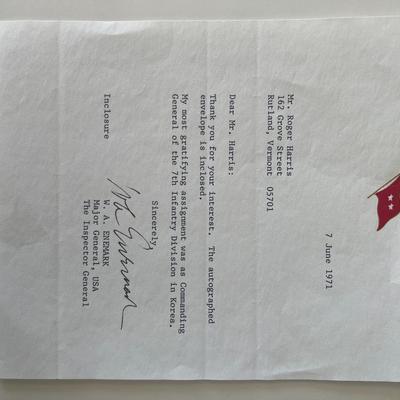 7 June 1971
Mr. Roger Harris
162 Grove Street
Rutland, Vermont 05701
Dear Mr. Harris:
Thank you for your interest. The autographed
envelope is inclosed.
My most gratifying assignment was as Commanding
General of the 7th Infantry Division in Korea.
Sincerely,
W A Enemark
W. A. ENEMARK
Major General, USA
The Inspector General
Inclosure